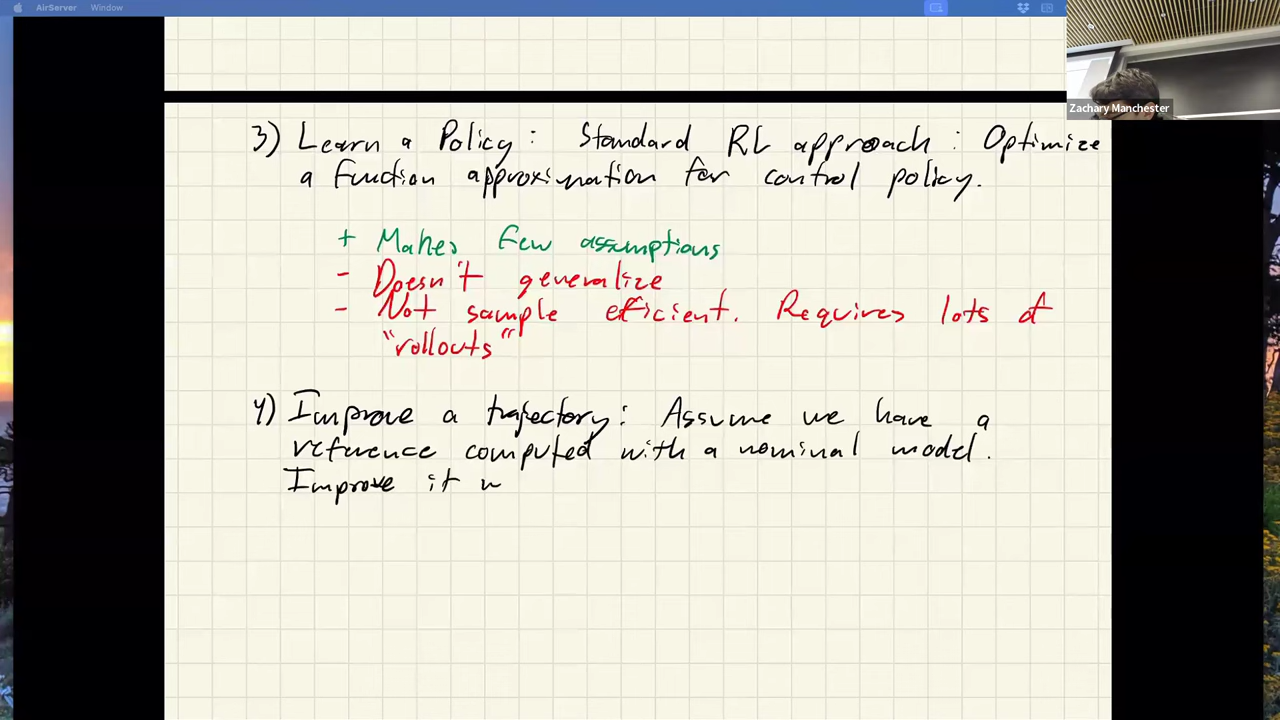 AirServer Window
Zachary Manchester
3) Learn a Policy: Standard RL approach: Optimize
a function approximation for control policy.
+ Makes few assumptions
- Doesn't generalize
- Not sample efficient. Requires lots of
"rollouts"
4) Improve a trajectory: Assume we have a
reference computed with a nominal model.
Improve it w